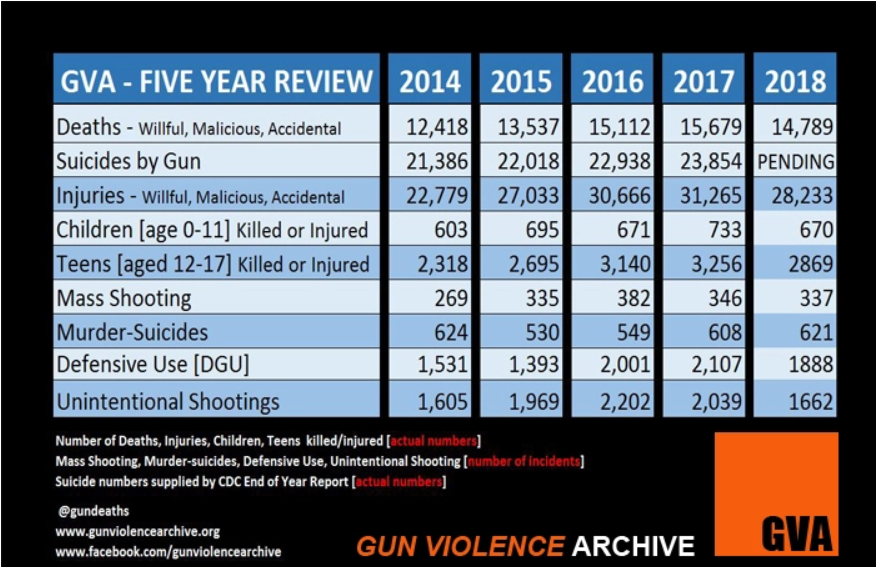 GVA - FIVE YEAR REVIEW 2014 2015 2016 2017 2018
Deaths - Willful, Malicious, Accidental 12,418 13,537 15,112 15,679 14,789
Suicides by Gun 21,386 22,018 22,938 23,854 PENDING
Injuries - Willful, Malicious, Accidental 22,779 27,033 30,666 31,265 28,233
Children [age 0-11] Killed or Injured 603 695 671 733 670
Teens [aged 12-17] Killed or Injured 2,318 2,695 3,140 3,256 2869
Mass Shooting 269 335 382 346 337
Murder-Suicides 624 530 549 608 621
Defensive Use [DGU] 1,531 1,393 2,001 2,107 1888
Unintentional Shootings 1,605 1,969 2,202 2,039 1662
Number of Deaths, Injuries, Children, Teens killed/injured [actual numbers]
Mass Shooting, Murder-suicides, Defensive Use, Unintentional Shooting [number of incidents]
Suicide numbers supplied by CDC End of Year Report [actual numbers]
@gundeaths
www.gunviolencearchive.org
www.facebook.com/gunviolencearchive
GUN VIOLENCE ARCHIVE
GVA